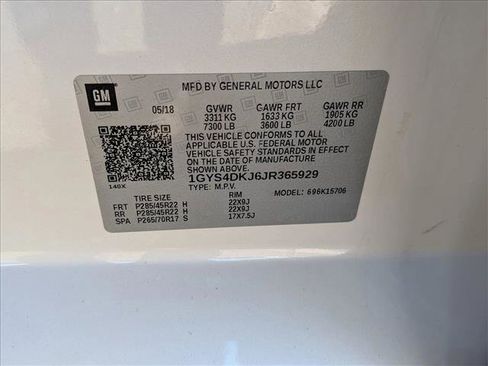 GM
MFD BY GENERAL MOTORS LLC
05/18 GVWR GAWR FRT GAWR RR
3311 KG 1633 KG 1905 KG
7300 LB 3600 LB 4200 LB
THIS VEHICLE CONFORMS TO ALL
APPLICABLE U.S. FEDERAL MOTOR
VEHICLE SAFETY STANDARDS IN EFFECT
ON THE DATE OF MANUFACTURE SHOWN ABOVE.
1GYS4DKJ6JR365929
140X TYPE: M.P.V. MODEL: 696K15706
TIRE SIZE RIM
FRT P285/45R22 H 22X9J
RR P285/45R22 H 22X9J
SPA P265/70R17 S 17X7.5J